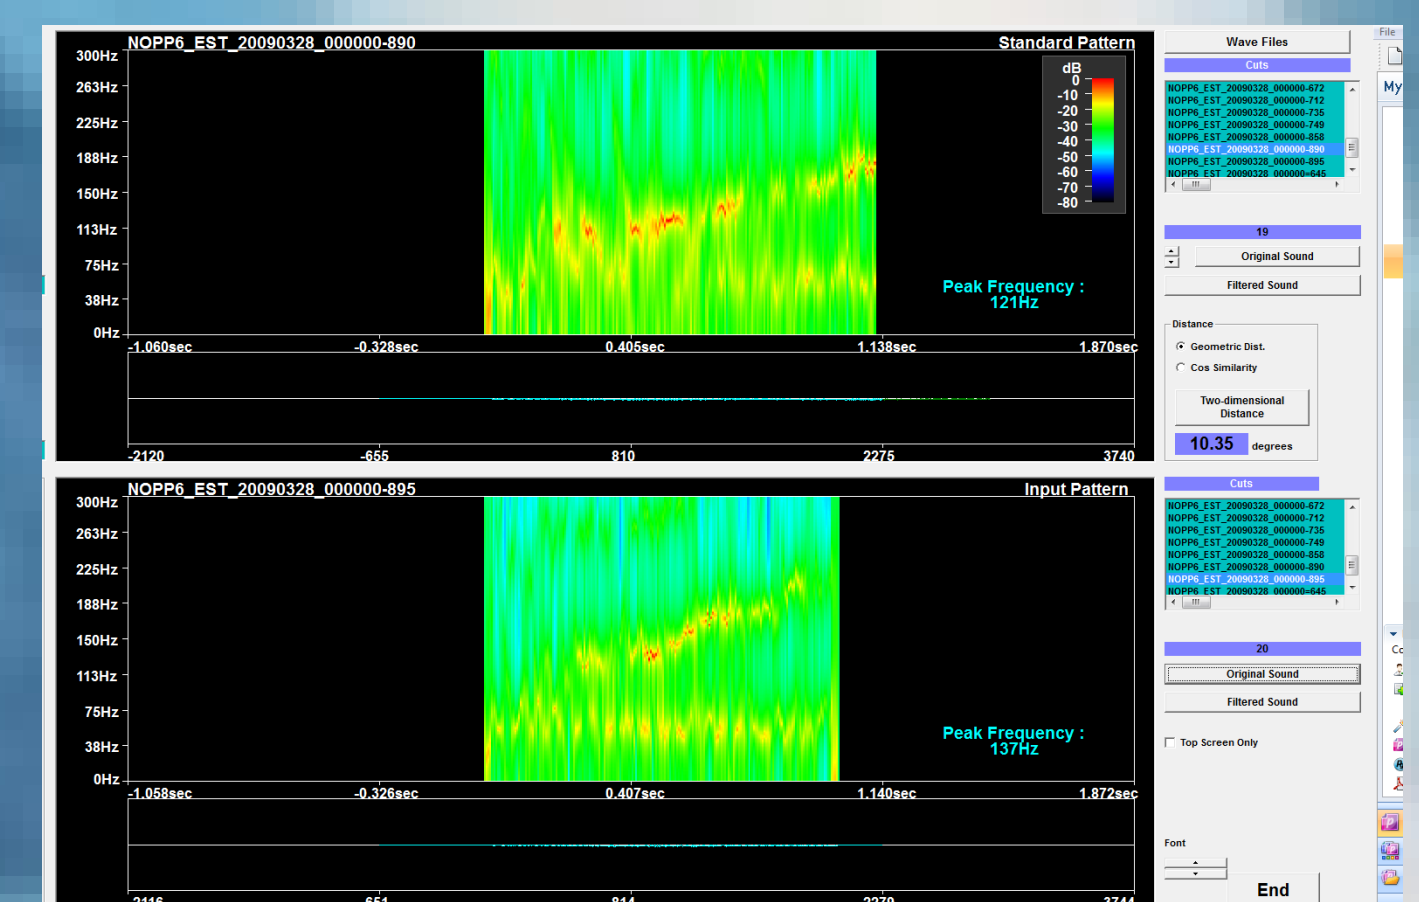 NOPP6_EST_20090328_000000-890
Standard Pattern
300Hz
263Hz
225Hz
188Hz
150Hz
113Hz
75Hz
38Hz
0Hz
dB
0
-10
-20
-30
-40
-50
-60
-70
-80
Peak Frequency :
121Hz
-1.060sec
-0.328sec
0.405sec
1.138sec
1.870sec
-2120
-655
810
2275
3740
Wave Files
Cuts
NOPP6_EST_20090328_000000-672
NOPP6_EST_20090328_000000-712
NOPP6_EST_20090328_000000-735
NOPP6_EST_20090328_000000-749
NOPP6_EST_20090328_000000-858
NOPP6_EST_20090328_000000-890
NOPP6_EST_20090328_000000-895
NOPP6_EST_20090328_000000=645
19
Original Sound
Filtered Sound
Distance
Geometric Dist.
Cos Similarity
Two-dimensional
Distance
10.35 degrees
File
My
NOPP6_EST_20090328_000000-895
Input Pattern
300Hz
263Hz
225Hz
188Hz
150Hz
113Hz
75Hz
38Hz
0Hz
Peak Frequency :
137Hz
-1.058sec
-0.326sec
0.407sec
1.140sec
1.872sec
Cuts
NOPP6_EST_20090328_000000-672
NOPP6_EST_20090328_000000-712
NOPP6_EST_20090328_000000-735
NOPP6_EST_20090328_000000-749
NOPP6_EST_20090328_000000-858
NOPP6_EST_20090328_000000-890
NOPP6_EST_20090328_000000-895
NOPP6_EST_20090328_000000=645
20
Original Sound
Filtered Sound
Top Screen Only
Font
End